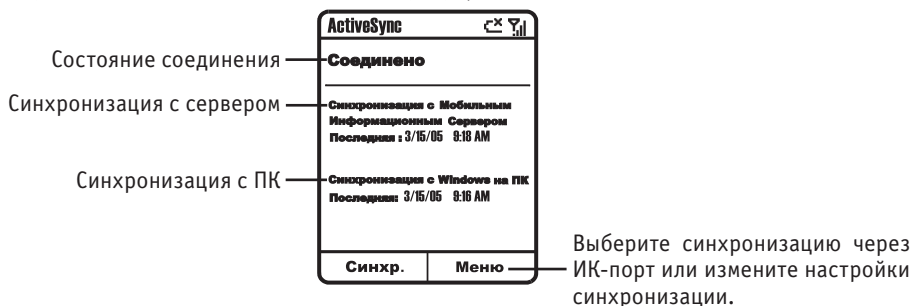 ActiveSync
Состояние соединения
Соединено
Синхронизация с сервером
Синхронизация с Мобильным
Информационным Сервером
Последняя : 3/15/05 9:18 AM
Синхронизация с ПК
Синхронизация с Windows на ПК
Последняя: 3/15/05 9:16 AM
Синхр.
Меню
Выберите синхронизацию через
ИК-порт или измените настройки
синхронизации.